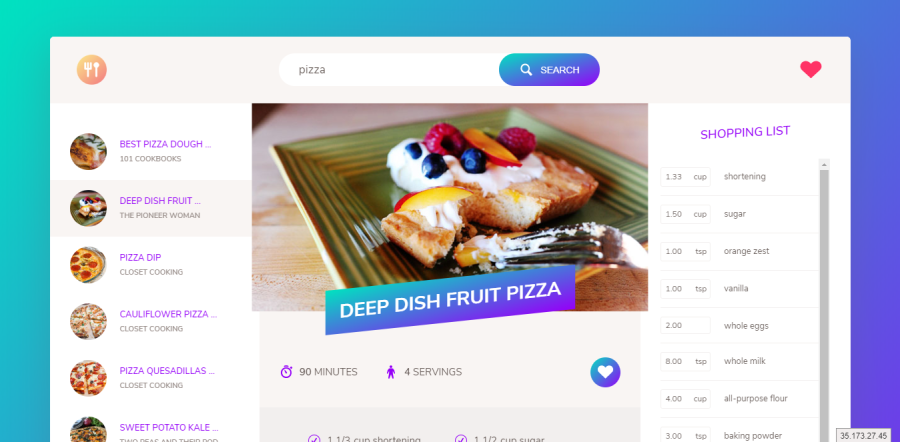 pizza
SEARCH
BEST PIZZA DOUGH ...
101 COOKBOOKS
DEEP DISH FRUIT ...
THE PIONEER WOMAN
PIZZA DIP
CLOSET COOKING
CAULIFLOWER PIZZA ...
CLOSET COOKING
PIZZA QUESADILLAS ...
CLOSET COOKING
SWEET POTATO KALE ...
TWO PEAS AND THEIR POD
DEEP DISH FRUIT PIZZA
90 MINUTES
4 SERVINGS
1 1/3 cup shortening
1 1/2 cup sugar
SHOPPING LIST
1.33 cup shortening
1.50 cup sugar
1.00 tsp orange zest
1.00 tsp vanilla
2.00 whole eggs
8.00 tsp whole milk
4.00 cup all-purpose flour
3.00 tsp baking powder
35.173.27.45